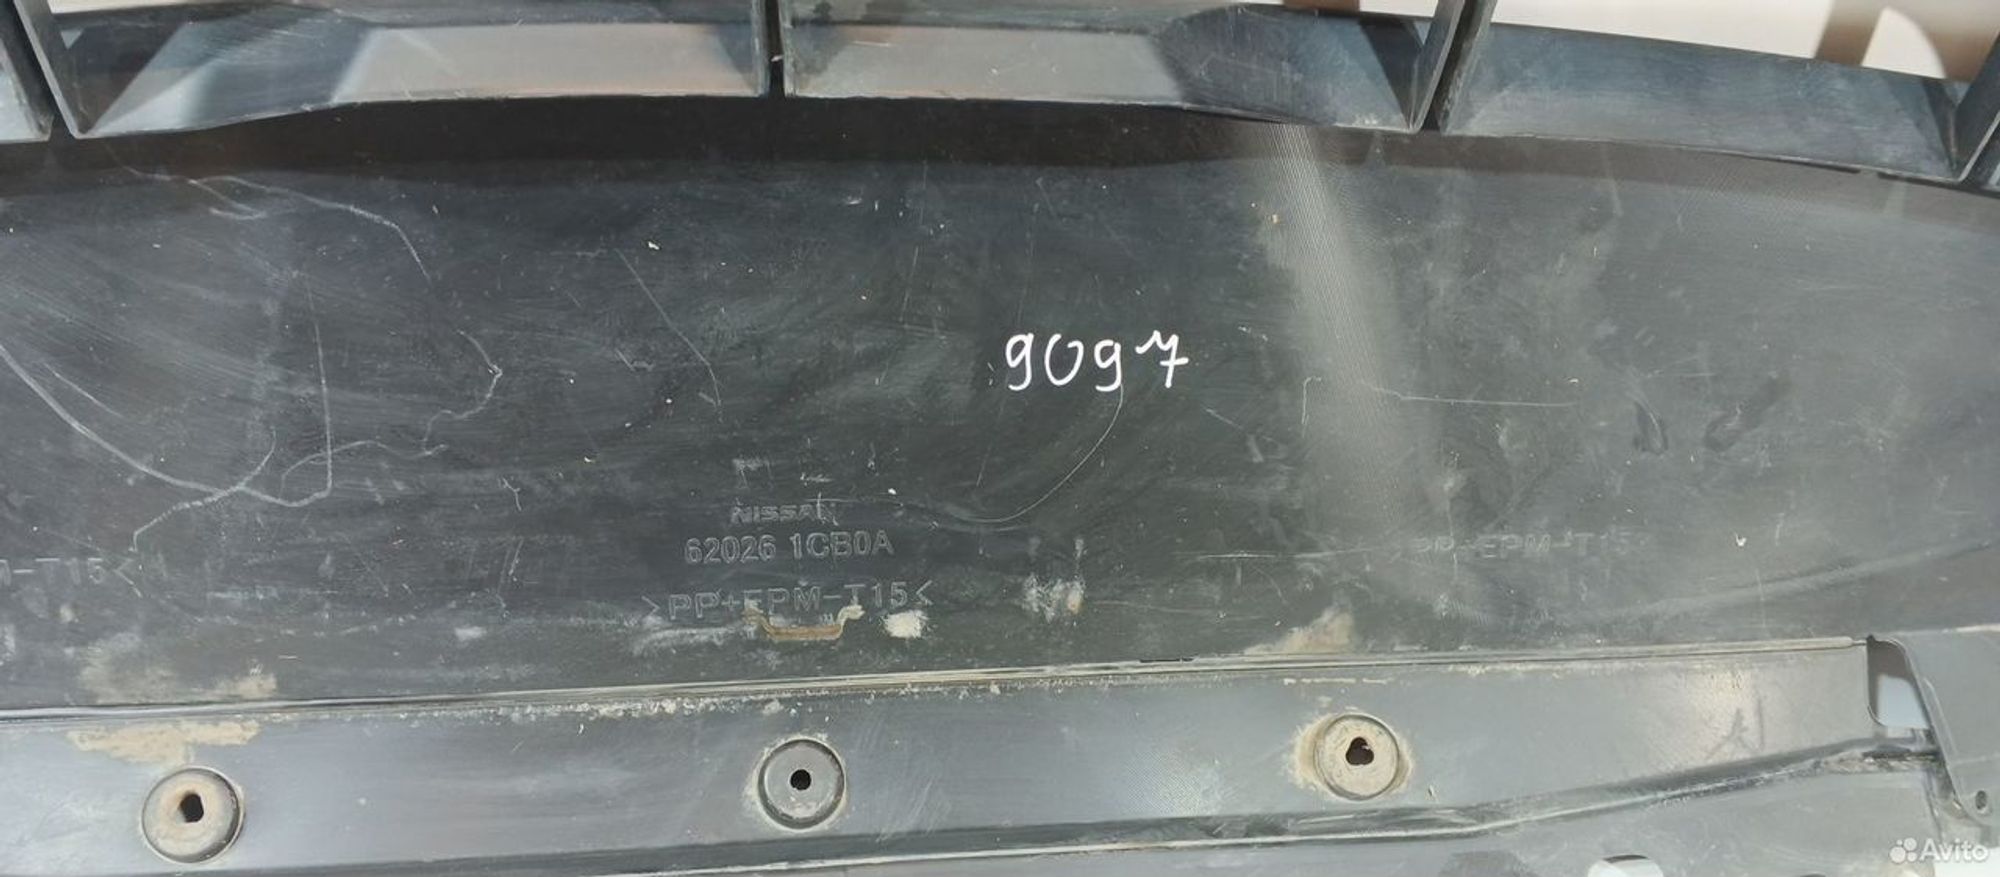 9097
NISSAN
62026 1CB0A
>PP+EPM-T15<
M-T15<
PP+EPM-T15<
Avito